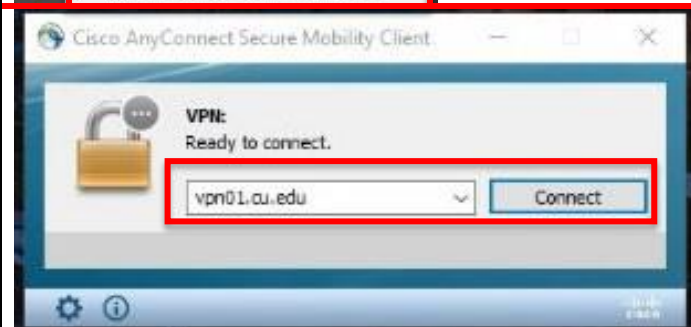 Cisco AnyConnect Secure Mobility Client
VPN:
Ready to connect.
vpn01.cu.edu
Connect